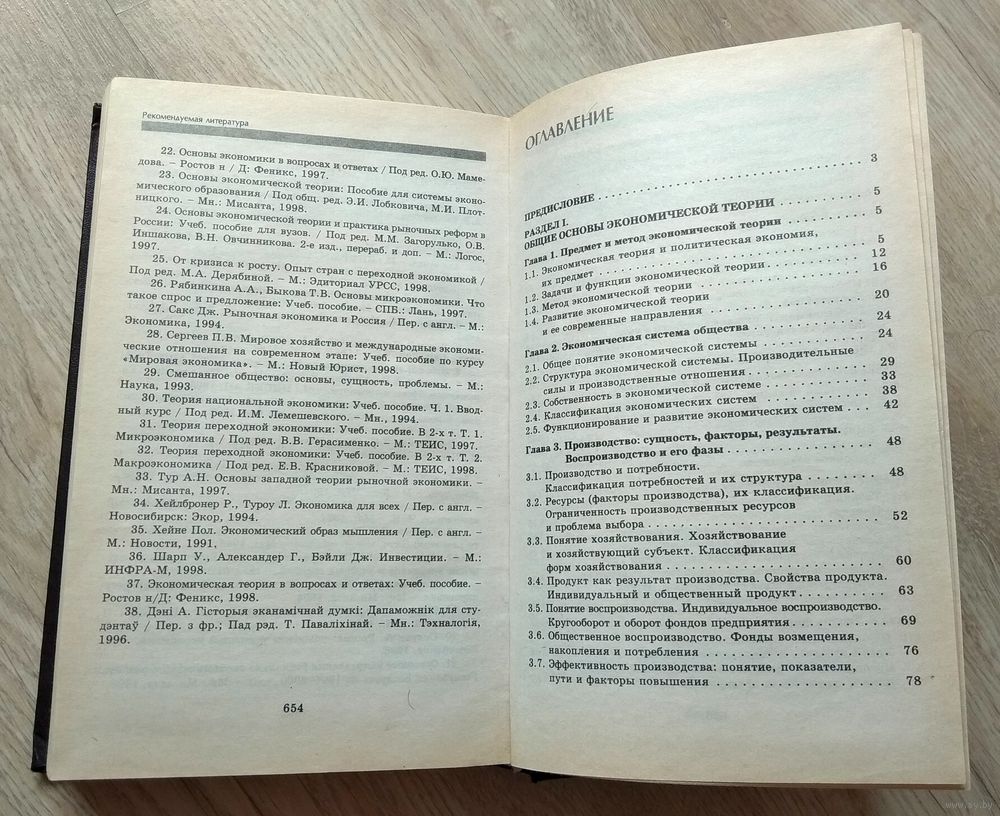 Рекомендуемая литература
22. Основы экономики в вопросах и ответах / Под ред. О.Ю. Маме-
дова. – Ростов н / Д: Феникс, 1997.
23. Основы экономической теории: Пособие для системы эконо-
мического образования / Под общ. ред. Э.И. Лобковича, М.И. Плот-
ницкого. – Мн.: Мисанта, 1998.
24. Основы экономической теории и практика рыночных реформ в
России: Учеб. пособие для вузов. / Под ред. М.М. Загорулько, О.В.
Иншакова, В.Н. Овчинникова. 2-е изд., перераб. и доп. – М.: Логос,
1997.
25. От кризиса к росту. Опыт стран с переходной экономикой /
Под ред. М.А. Дерябиной. – М.: Эдиториал УРСС, 1998.
26. Рябинкина А.А., Быкова Т.В. Основы микроэкономики. Что
такое спрос и предложение: Учеб. пособие. – СПБ.: Лань, 1997.
27. Сакс Дж. Рыночная экономика и Россия / Пер. с англ. – М.:
Экономика, 1994.
28. Сергеев П.В. Мировое хозяйство и международные экономи-
ческие отношения на современном этапе: Учеб. пособие по курсу
«Мировая экономика». – М.: Новый Юрист, 1998.
29. Смешанное общество: основы, сущность, проблемы. – М.:
Наука, 1993.
30. Теория национальной экономики: Учеб. пособие. Ч. 1. Ввод-
ный курс / Под ред. И.М. Лемешевского. – Мн., 1994.
31. Теория переходной экономики: Учеб. пособие. В 2-х т. Т. 1.
Микроэкономика / Под ред. В.В. Герасименко. – М.: ТЕИС, 1997.
32. Теория переходной экономики: Учеб. пособие. В 2-х т. Т. 2.
Макроэкономика / Под ред. Е.В. Красниковой. – М.: ТЕИС, 1998.
33. Тур А.Н. Основы западной теории рыночной экономики. –
Мн.: Мисанта, 1997.
34. Хейлбронер Р., Туроу Л. Экономика для всех / Пер. с англ. –
Новосибирск: Экор, 1994.
35. Хейне Пол. Экономический образ мышления / Пер. с англ. –
М.: Новости, 1991.
36. Шарп У., Александер Г., Бэйли Дж. Инвестиции. – М.:
ИНФРА-М, 1998.
37. Экономическая теория в вопросах и ответах: Учеб. пособие. –
Ростов н/Д: Феникс, 1998.
38. Дэні А. Гісторыя эканамічнай думкі: Дапаможнік для сту-
дэнтаў / Пер. з фр.; Пад рэд. Т. Паваліхінай. – Мн.: Тэхналогія,
1996.
654
ОГЛАВЛЕНИЕ
ПРЕДИСЛОВИЕ 3
РАЗДЕЛ I.
ОБЩИЕ ОСНОВЫ ЭКОНОМИЧЕСКОЙ ТЕОРИИ 5
Глава 1. Предмет и метод экономической теории 5
1.1. Экономическая теория и политическая экономия,
их предмет 5
1.2. Задачи и функции экономической теории 12
1.3. Метод экономической теории 16
1.4. Развитие экономической теории
и ее современные направления 20
Глава 2. Экономическая система общества 24
2.1. Общее понятие экономической системы 24
2.2. Структура экономической системы. Производительные
силы и производственные отношения 29
2.3. Собственность в экономической системе 33
2.4. Классификация экономических систем 38
2.5. Функционирование и развитие экономических систем 42
Глава 3. Производство: сущность, факторы, результаты.
Воспроизводство и его фазы 48
3.1. Производство и потребности.
Классификация потребностей и их структура 48
3.2. Ресурсы (факторы производства), их классификация.
Ограниченность производственных ресурсов
и проблема выбора 52
3.3. Понятие хозяйствования. Хозяйствование
и хозяйствующий субъект. Классификация
форм хозяйствования 60
3.4. Продукт как результат производства. Свойства продукта.
Индивидуальный и общественный продукт 63
3.5. Понятие воспроизводства. Индивидуальное воспроизводство.
Кругооборот и оборот фондов предприятия 69
3.6. Общественное воспроизводство. Фонды возмещения,
накопления и потребления 76
3.7. Эффективность производства: понятие, показатели,
пути и факторы повышения 78
www.ay.by